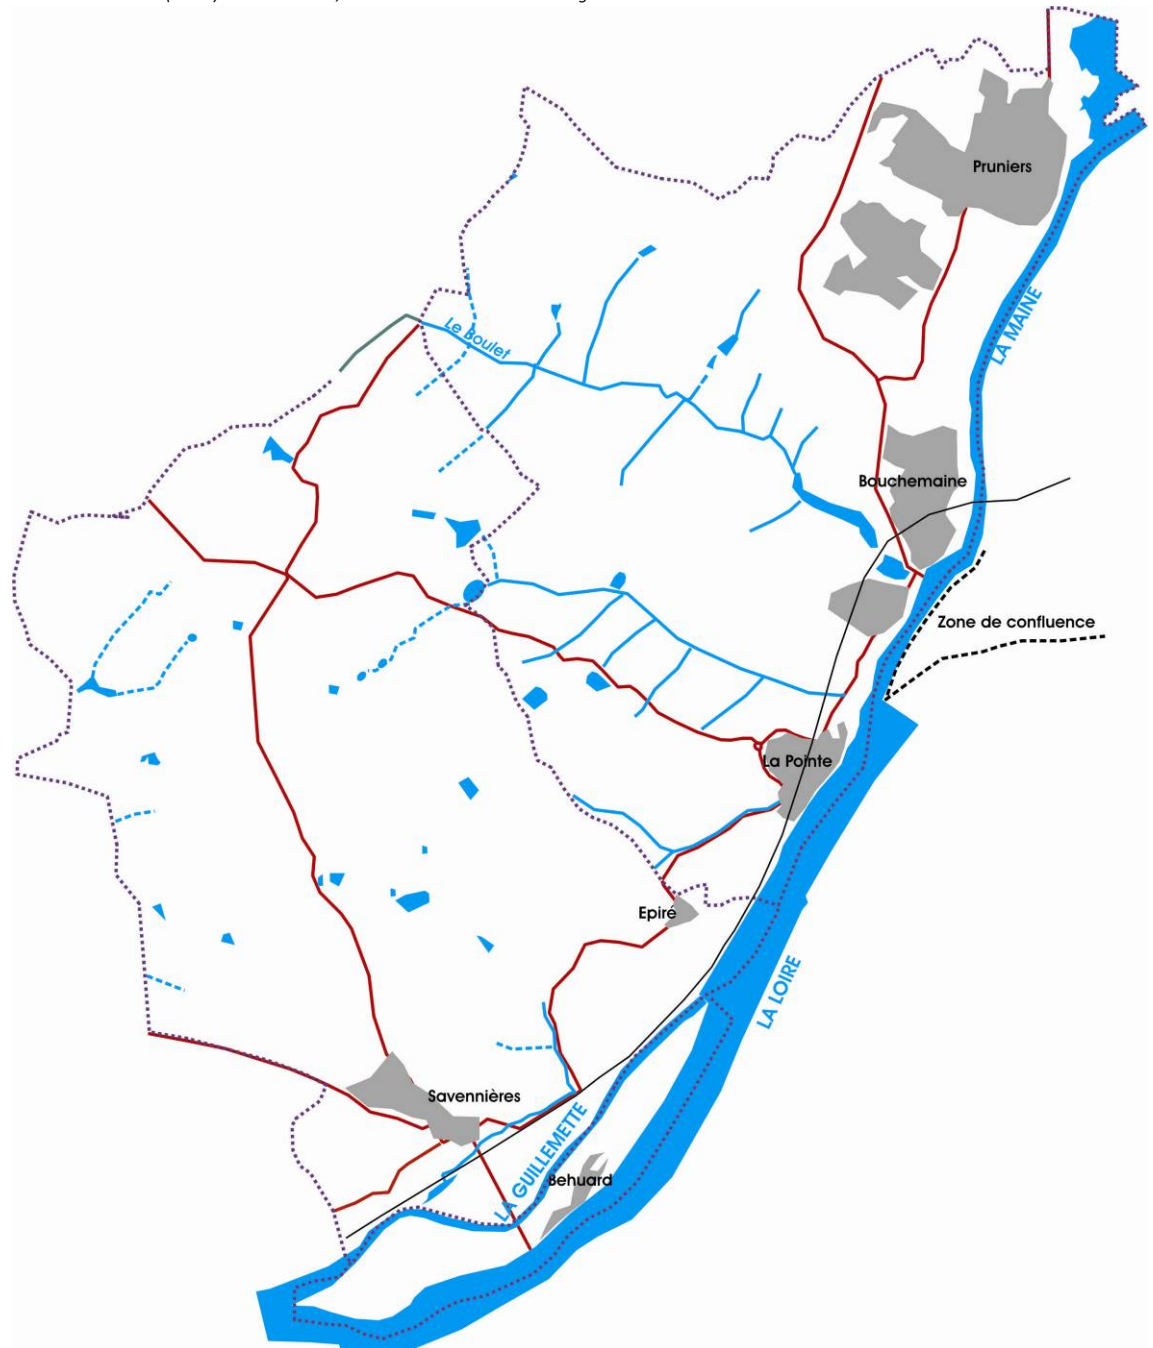 Pruniers
LA MAINE
Le Boulet
Bouchemaine
Zone de confluence
La Pointe
Epiré
LA LOIRE
Savennières
LA GUILLEMETTE
Behuard